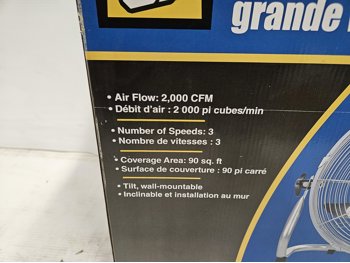 grande
• Air Flow: 2,000 CFM
• Débit d'air : 2 000 pi cubes/min
• Number of Speeds: 3
• Nombre de vitesses : 3
• Coverage Area: 90 sq. ft
• Surface de couverture : 90 pi carré
• Tilt, wall-mountable
• Inclinable et installation au mur